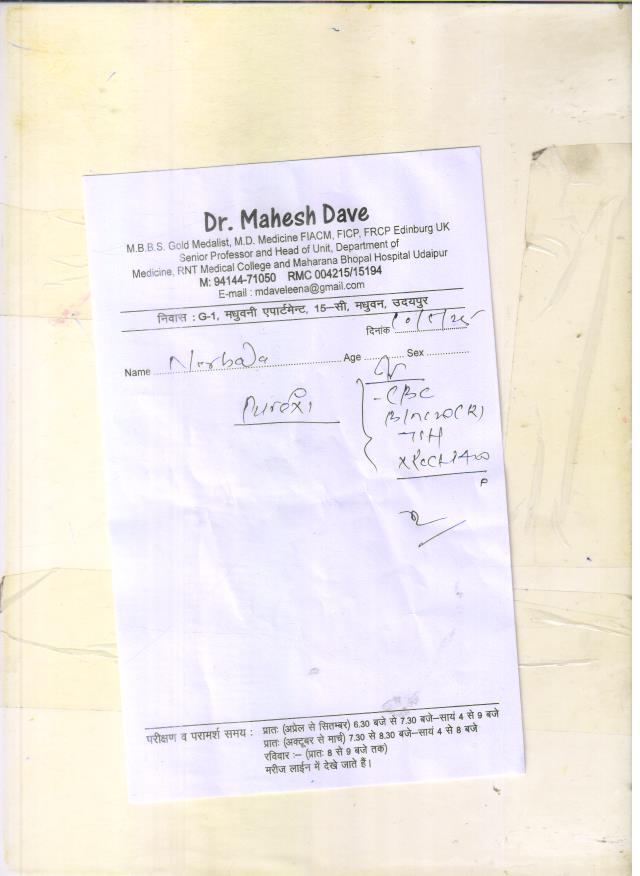 Dr. Mahesh Dave
M.B.B.S. Gold Medalist, M.D. Medicine FIACM, FICP, FRCP Edinburg UK
Senior Professor and Head of Unit, Department of
Medicine, RNT Medical College and Maharana Bhopal Hospital Udaipur
M: 94144-71050 RMC 004215/15194
E-mail : mdaveleena@gmail.com
निवास : G-1, मधुवनी एपार्टमेन्ट, 15-सी, मधुवन, उदयपुर
दिनांक
Name Age Sex
- CBC
TSH
परीक्षण व परामर्श समय : प्रातः (अप्रेल से सितम्बर) 6.30 बजे से 7.30 बजे-सायं 4 से 9 बजे
प्रातः (अक्टूबर से मार्च) 7.30 से 8.30 बजे-सायं 4 से 8 बजे
रविवार :- (प्रातः 8 से 9 बजे तक)
मरीज लाईन में देखे जाते हैं।